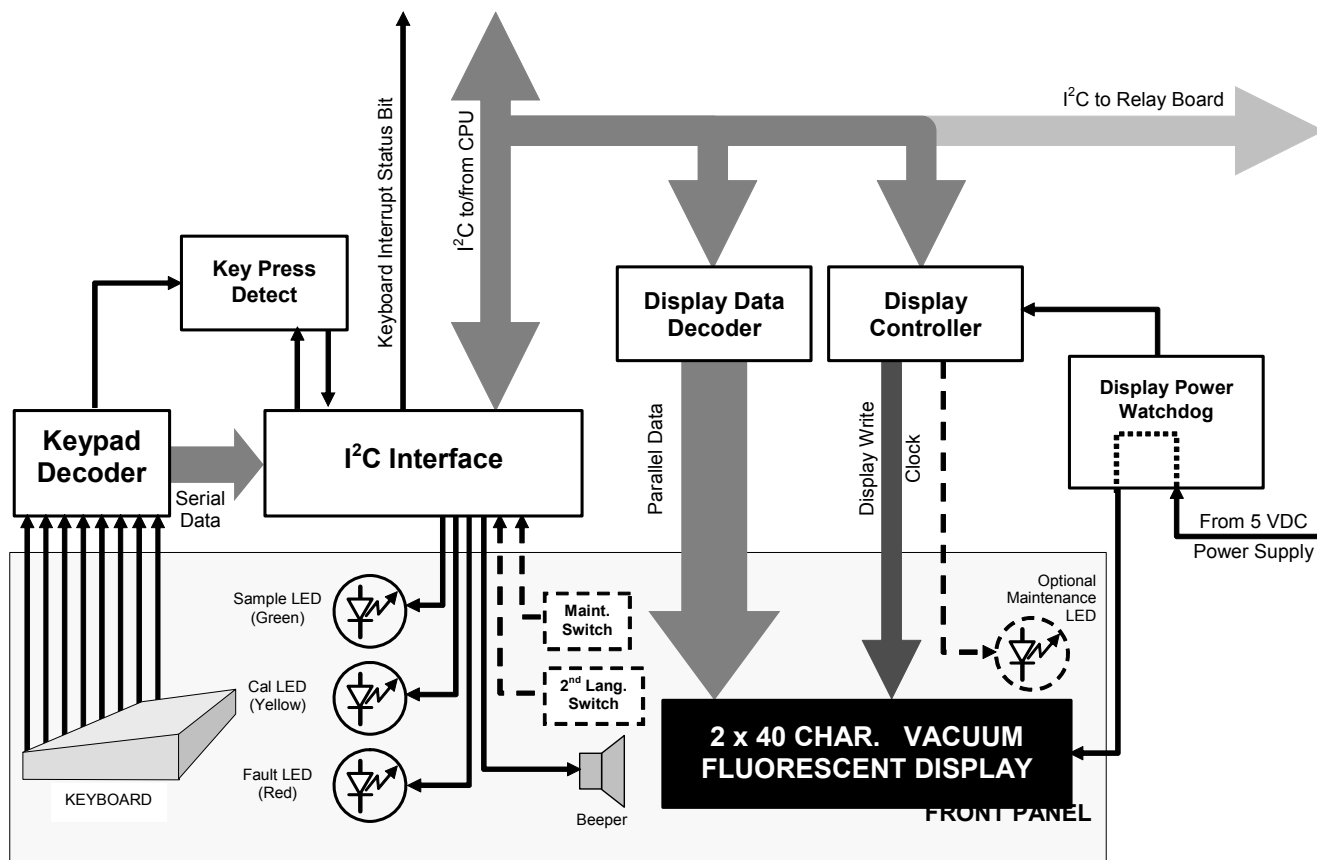 I²C to Relay Board
Keyboard Interrupt Status Bit
I²C to/from CPU
Key Press
Detect
Display Data
Decoder
Display
Controller
Display Power
Watchdog
Keypad
Decoder
Serial
Data
I²C Interface
Parallel Data
Display Write
Clock
From 5 VDC
Power Supply
Sample LED
(Green)
Maint.
Switch
Optional
Maintenance
LED
Cal LED
(Yellow)
2nd Lang.
Switch
Fault LED
(Red)
KEYBOARD
Beeper
2 x 40 CHAR. VACUUM
FLUORESCENT DISPLAY
FRONT PANEL